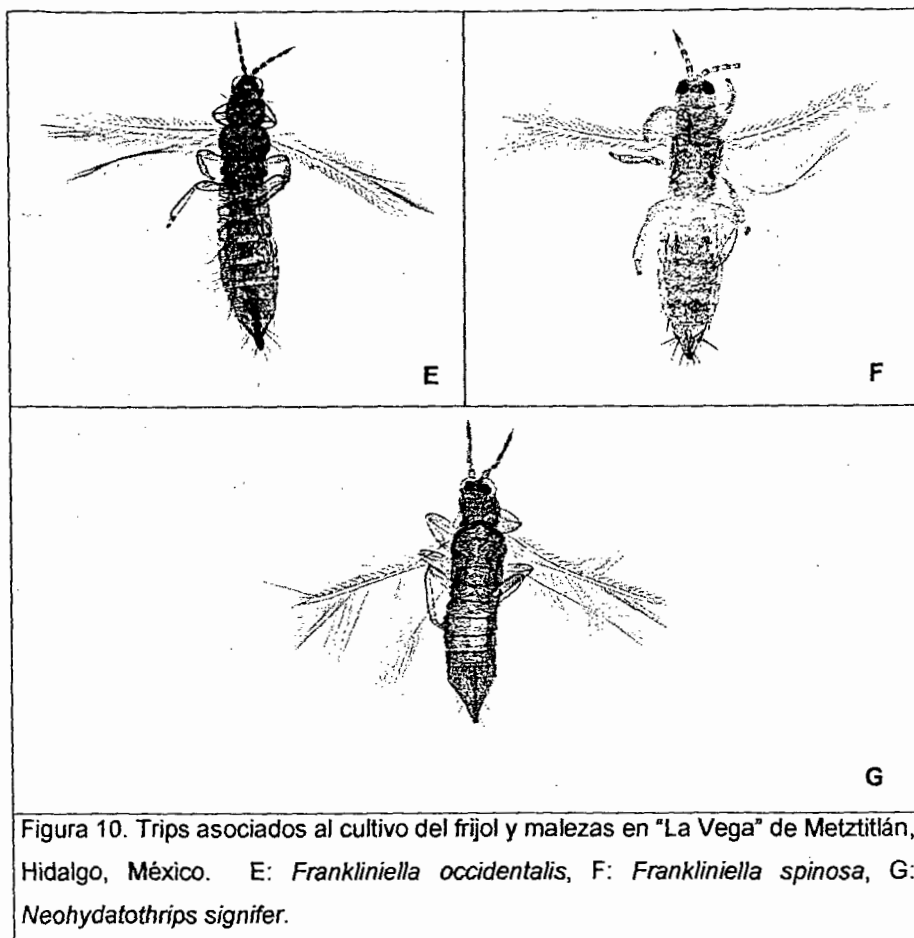 E
F
G
Figura 10. Trips asociados al cultivo del frijol y malezas en "La Vega" de Metztitlán,
Hidalgo, México. E: Frankliniella occidentalis, F: Frankliniella spinosa, G:
Neohydatothrips signifer.